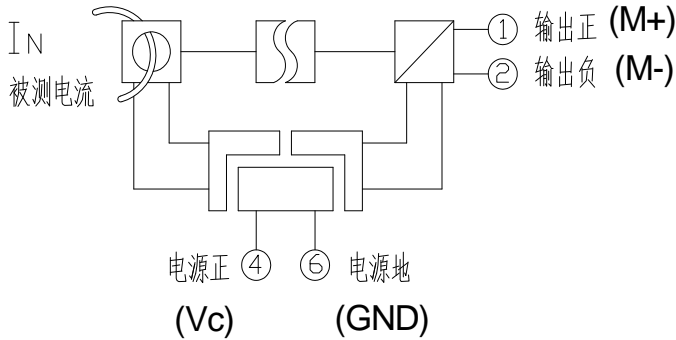 IN
被测电流
① 输出正 (M+)
② 输出负 (M-)
电源正 ④ ⑥ 电源地
(Vc) (GND)